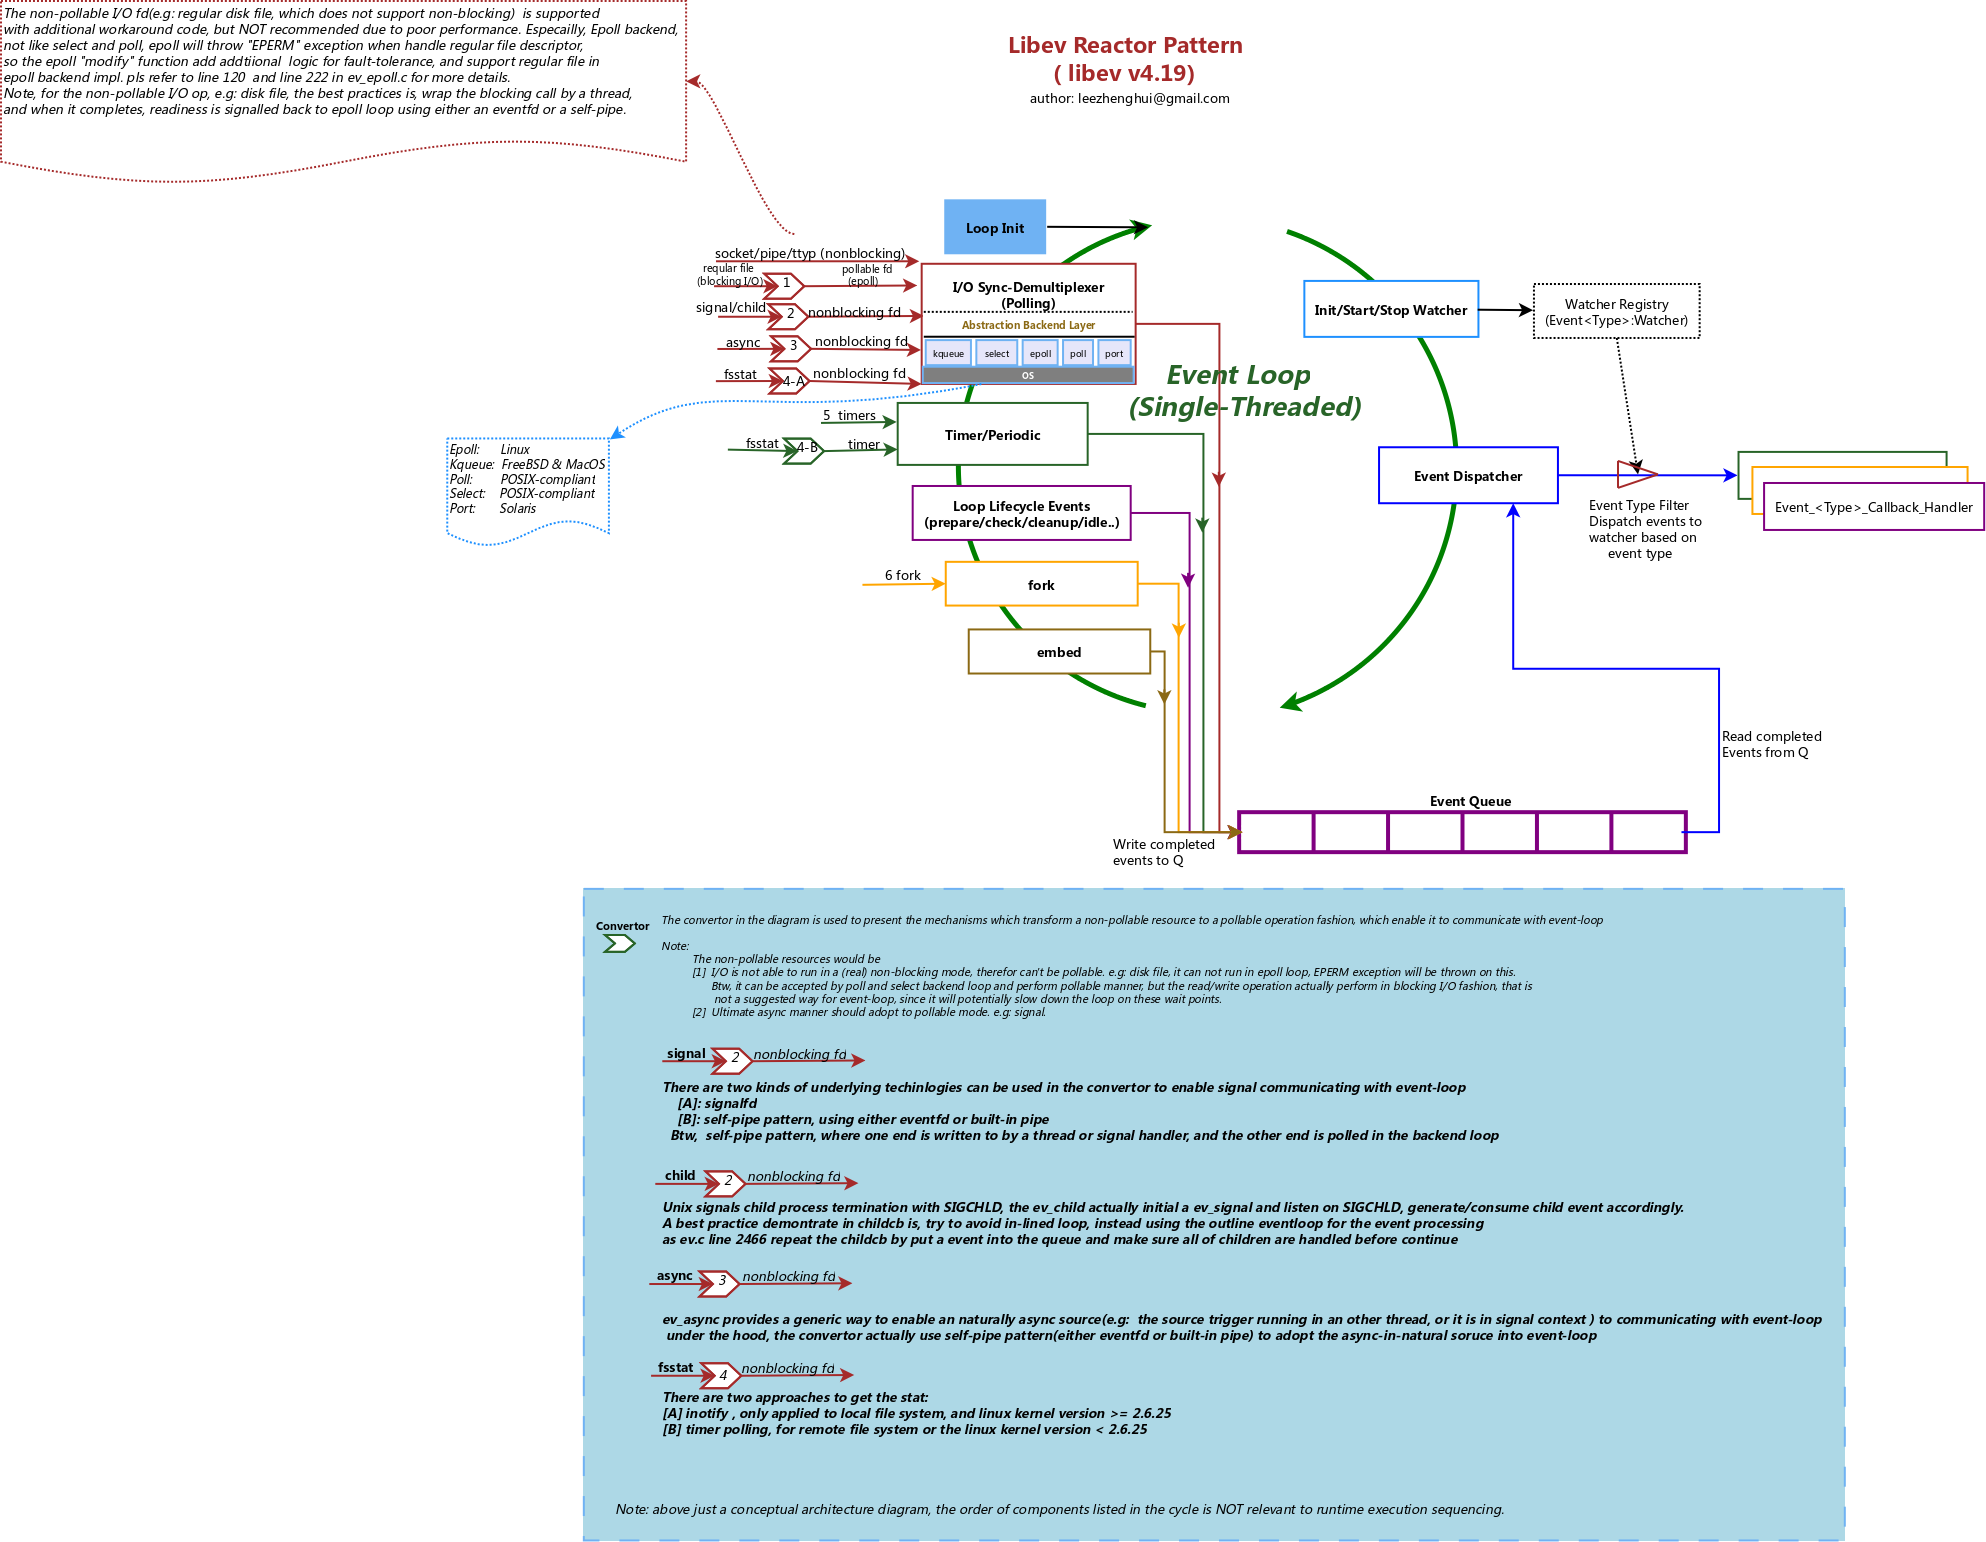 The non-pollable I/O fd(e.g: regular disk file, which does not support non-blocking)  is supported
with additional workaround code, but NOT recommended due to poor performance. Especailly, Epoll backend,
not like select and poll, epoll will throw "EPERM" exception when handle regular file descriptor,
so the epoll "modify" function add addtiional  logic for fault-tolerance, and support regular file in
epoll backend impl. pls refer to line 120  and line 222 in ev_epoll.c for more details.
Note, for the non-pollable I/O op, e.g: disk file, the best practices is, wrap the blocking call by a thread,
and when it completes, readiness is signalled back to epoll loop using either an eventfd or a self-pipe.
Libev Reactor Pattern
( libev v4.19)
author: leezhenghui@gmail.com
Loop Init
socket/pipe/ttyp (nonblocking)
regular file
(blocking I/O)
1
pollable fd
(epoll)
signal/child
2
nonblocking fd
async
3
nonblocking fd
fsstat
4-A
nonblocking fd
I/O Sync-Demultiplexer
(Polling)
Abstraction Backend Layer
kqueue
select
epoll
poll
port
OS
Init/Start/Stop Watcher
Watcher Registry
(Event<Type>:Watcher)
Event Loop
(Single-Threaded)
5  timers
fsstat
4-B
timer
Timer/Periodic
Epoll: Linux
Kqueue: FreeBSD & MacOS
Poll: POSIX-compliant
Select: POSIX-compliant
Port: Solaris
Loop Lifecycle Events
(prepare/check/cleanup/idle..)
Event Dispatcher
Event Type Filter
Dispatch events to
watcher based on
event type
Event_<Type>_Callback_Handler
6 fork
fork
embed
Read completed
Events from Q
Event Queue
Write completed
events to Q
Convertor
The convertor in the diagram is used to present the mechanisms which transform a non-pollable resource to a pollable operation fashion, which enable it to communicate with event-loop
Note:
The non-pollable resources would be
[1]  I/O is not able to run in a (real) non-blocking mode, therefor can't be pollable. e.g: disk file, it can not run in epoll loop, EPERM exception will be thrown on this.
Btw, it can be accepted by poll and select backend loop and perform pollable manner, but the read/write operation actually perform in blocking I/O fashion, that is
not a suggested way for event-loop, since it will potentially slow down the loop on these wait points.
[2]  Ultimate async manner should adopt to pollable mode. e.g: signal.
signal
2
nonblocking fd
There are two kinds of underlying techinlogies can be used in the convertor to enable signal communicating with event-loop
[A]: signalfd
[B]: self-pipe pattern, using either eventfd or built-in pipe
Btw,  self-pipe pattern, where one end is written to by a thread or signal handler, and the other end is polled in the backend loop
child
2
nonblocking fd
Unix signals child process termination with SIGCHLD, the ev_child actually initial a ev_signal and listen on SIGCHLD, generate/consume child event accordingly.
A best practice demontrate in childcb is, try to avoid in-lined loop, instead using the outline eventloop for the event processing
as ev.c line 2466 repeat the childcb by put a event into the queue and make sure all of children are handled before continue
async
3
nonblocking fd
ev_async provides a generic way to enable an naturally async source(e.g:  the source trigger running in an other thread, or it is in signal context ) to communicating with event-loop
under the hood, the convertor actually use self-pipe pattern(either eventfd or built-in pipe) to adopt the async-in-natural soruce into event-loop
fsstat
4
nonblocking fd
There are two approaches to get the stat:
[A] inotify , only applied to local file system, and linux kernel version >= 2.6.25
[B] timer polling, for remote file system or the linux kernel version < 2.6.25
Note: above just a conceptual architecture diagram, the order of components listed in the cycle is NOT relevant to runtime execution sequencing.